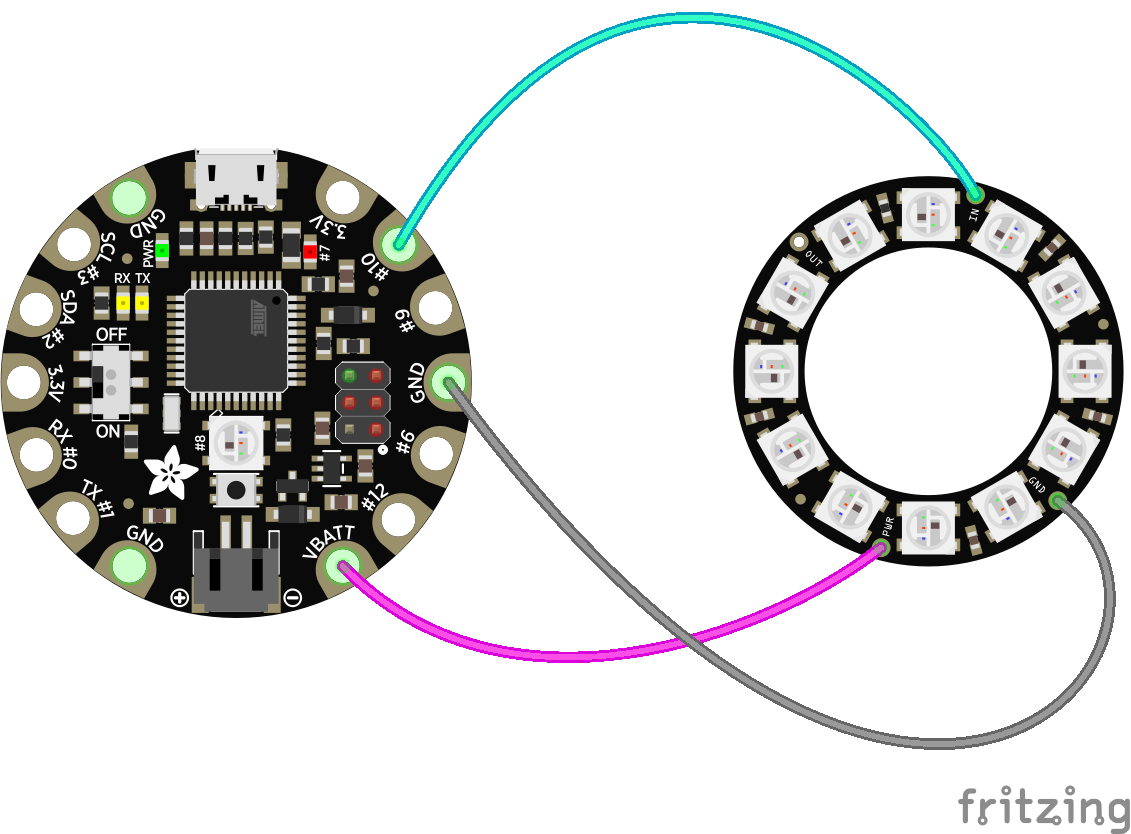 GND
SCL
#3
SDA
#2
3.3V
RX
#0
TX
#1
GND
PWR
RX
TX
OFF
ON
#7
3.3V
#10
#9
GND
#6
#12
VBATT
#8
ATMEL
+
-
IN
OUT
GND
PWR
fritzing